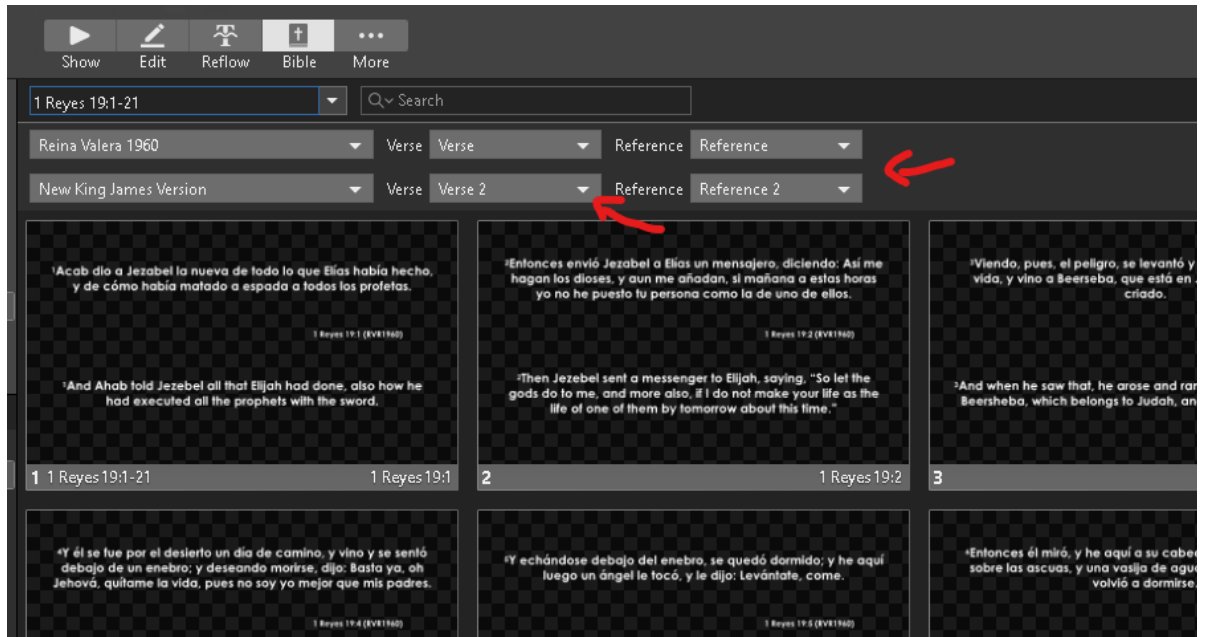 Show Edit Reflow Bible More
1 Reyes 19:1-21 Search
Reina Valera 1960 Verse Verse Reference Reference
New King James Version Verse Verse 2 Reference Reference 2
¹Acab dio a Jezabel la nueva de todo lo que Elías había hecho,
y de cómo había matado a espada a todos los profetas.
1 Reyes 19:1 (RVR1960)
¹And Ahab told Jezebel all that Elijah had done, also how he
had executed all the prophets with the sword.
1 1 Reyes 19:1-21 1 Reyes 19:1
²Entonces envió Jezabel a Elías un mensajero, diciendo: Así me
hagan los dioses, y aun me añadan, si mañana a estas horas
yo no he puesto tu persona como la de uno de ellos.
1 Reyes 19:2 (RVR1960)
²Then Jezebel sent a messenger to Elijah, saying, "So let the
gods do to me, and more also, if I do not make your life as the
life of one of them by tomorrow about this time."
2 1 Reyes 19:2
³Viendo, pues, el peligro, se levantó y
vida, y vino a Beerseba, que está en
criado.
³And when he saw that, he arose and ran
Beersheba, which belongs to Judah, an
3
⁴Y él se fue por el desierto un día de camino, y vino y se sentó
debajo de un enebro; y deseando morirse, dijo: Basta ya, oh
Jehová, quítame la vida, pues no soy yo mejor que mis padres.
1 Reyes 19:4 (RVR1960)
⁵Y echándose debajo del enebro, se quedó dormido; y he aquí
luego un ángel le tocó, y le dijo: Levántate, come.
1 Reyes 19:5 (RVR1960)
⁶Entonces él miró, y he aquí a su cabe
sobre las ascuas, y una vasija de agu
volvió a dormirse.